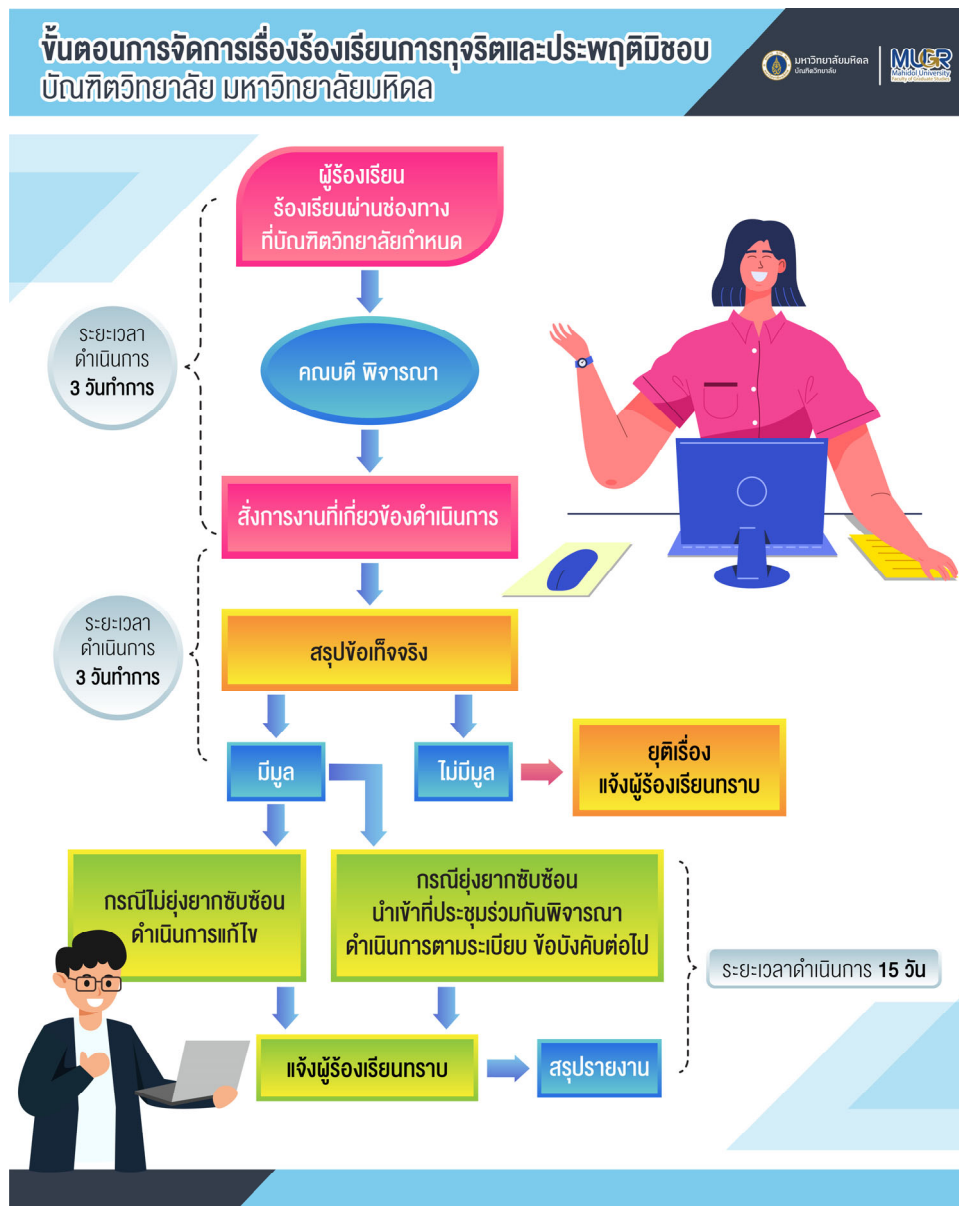 ขั้นตอนการจัดการเรื่องร้องเรียนการทุจริตและประพฤติมิชอบ
บัณฑิตวิทยาลัย มหาวิทยาลัยมหิดล
มหาวิทยาลัยมหิดล
บัณฑิตวิทยาลัย
MUGR
Mahidol University
Faculty of Graduate Studies
ผู้ร้องเรียน
ร้องเรียนผ่านช่องทาง
ที่บัณฑิตวิทยาลัยกำหนด
ระยะเวลา
ดำเนินการ
3 วันทำการ
คณบดี พิจารณา
สั่งการงานที่เกี่ยวข้องดำเนินการ
ระยะเวลา
ดำเนินการ
3 วันทำการ
สรุปข้อเท็จจริง
มีมูล
ไม่มีมูล
ยุติเรื่อง
แจ้งผู้ร้องเรียนทราบ
กรณีไม่ยุ่งยากซับซ้อน
ดำเนินการแก้ไข
กรณียุ่งยากซับซ้อน
นำเข้าที่ประชุมร่วมกันพิจารณา
ดำเนินการตามระเบียบ ข้อบังคับต่อไป
ระยะเวลาดำเนินการ 15 วัน
แจ้งผู้ร้องเรียนทราบ
สรุปรายงาน